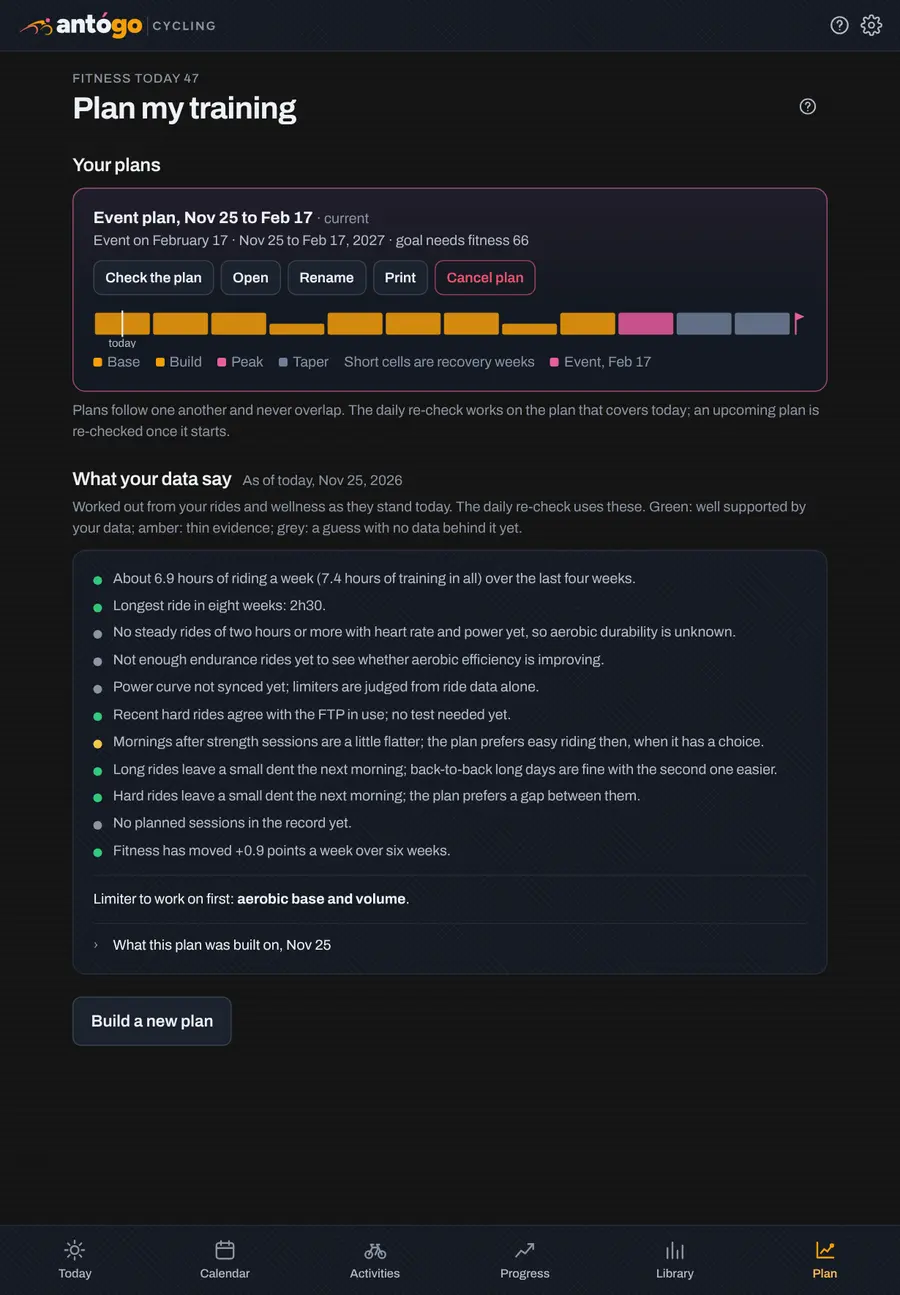 antógo CYCLING
FITNESS TODAY 47
Plan my training
Your plans
Event plan, Nov 25 to Feb 17 · current
Event on February 17 · Nov 25 to Feb 17, 2027 · goal needs fitness 66
Check the plan Open Rename Print Cancel plan
today
Base Build Peak Taper Short cells are recovery weeks Event, Feb 17
Plans follow one another and never overlap. The daily re-check works on the plan that covers today; an upcoming plan is
re-checked once it starts.
What your data say As of today, Nov 25, 2026
Worked out from your rides and wellness as they stand today. The daily re-check uses these. Green: well supported by
your data; amber: thin evidence; grey: a guess with no data behind it yet.
About 6.9 hours of riding a week (7.4 hours of training in all) over the last four weeks.
Longest ride in eight weeks: 2h30.
No steady rides of two hours or more with heart rate and power yet, so aerobic durability is unknown.
Not enough endurance rides yet to see whether aerobic efficiency is improving.
Power curve not synced yet; limiters are judged from ride data alone.
Recent hard rides agree with the FTP in use; no test needed yet.
Mornings after strength sessions are a little flatter; the plan prefers easy riding then, when it has a choice.
Long rides leave a small dent the next morning; back-to-back long days are fine with the second one easier.
Hard rides leave a small dent the next morning; the plan prefers a gap between them.
No planned sessions in the record yet.
Fitness has moved +0.9 points a week over six weeks.
Limiter to work on first: aerobic base and volume.
› What this plan was built on, Nov 25
Build a new plan
Today Calendar Activities Progress Library Plan